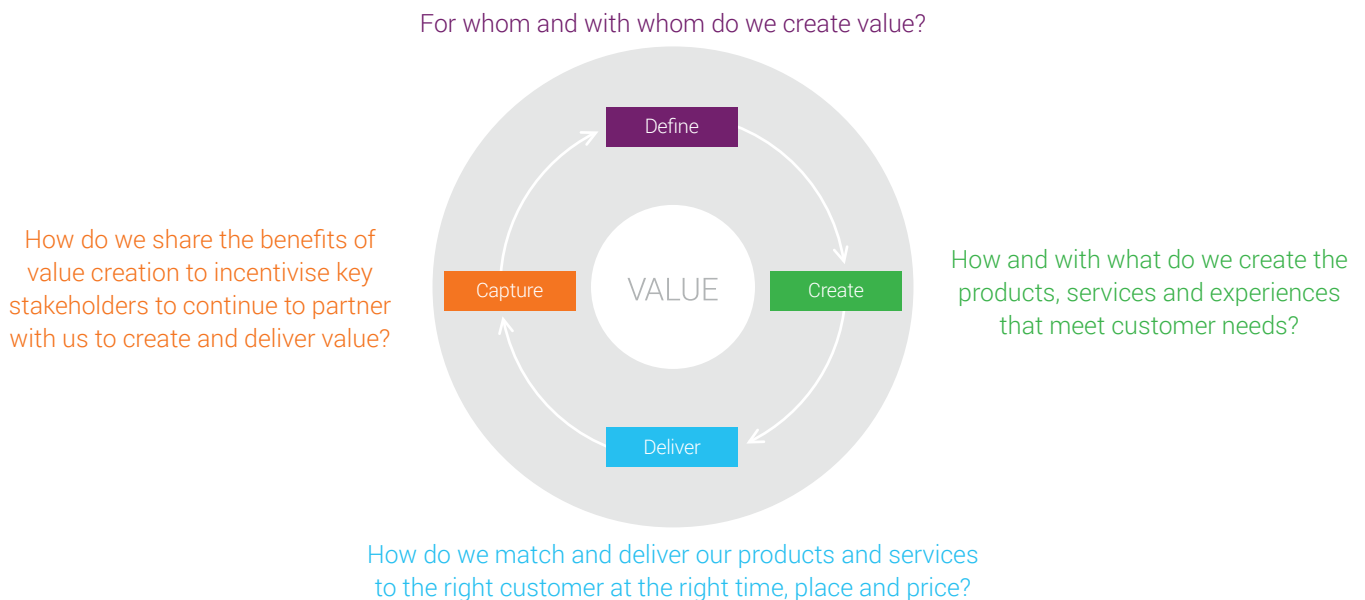 For whom and with whom do we create value?
Define
How do we share the benefits of
value creation to incentivise key
stakeholders to continue to partner
with us to create and deliver value?
Capture
VALUE
Create
How and with what do we create the
products, services and experiences
that meet customer needs?
Deliver
How do we match and deliver our products and services
to the right customer at the right time, place and price?